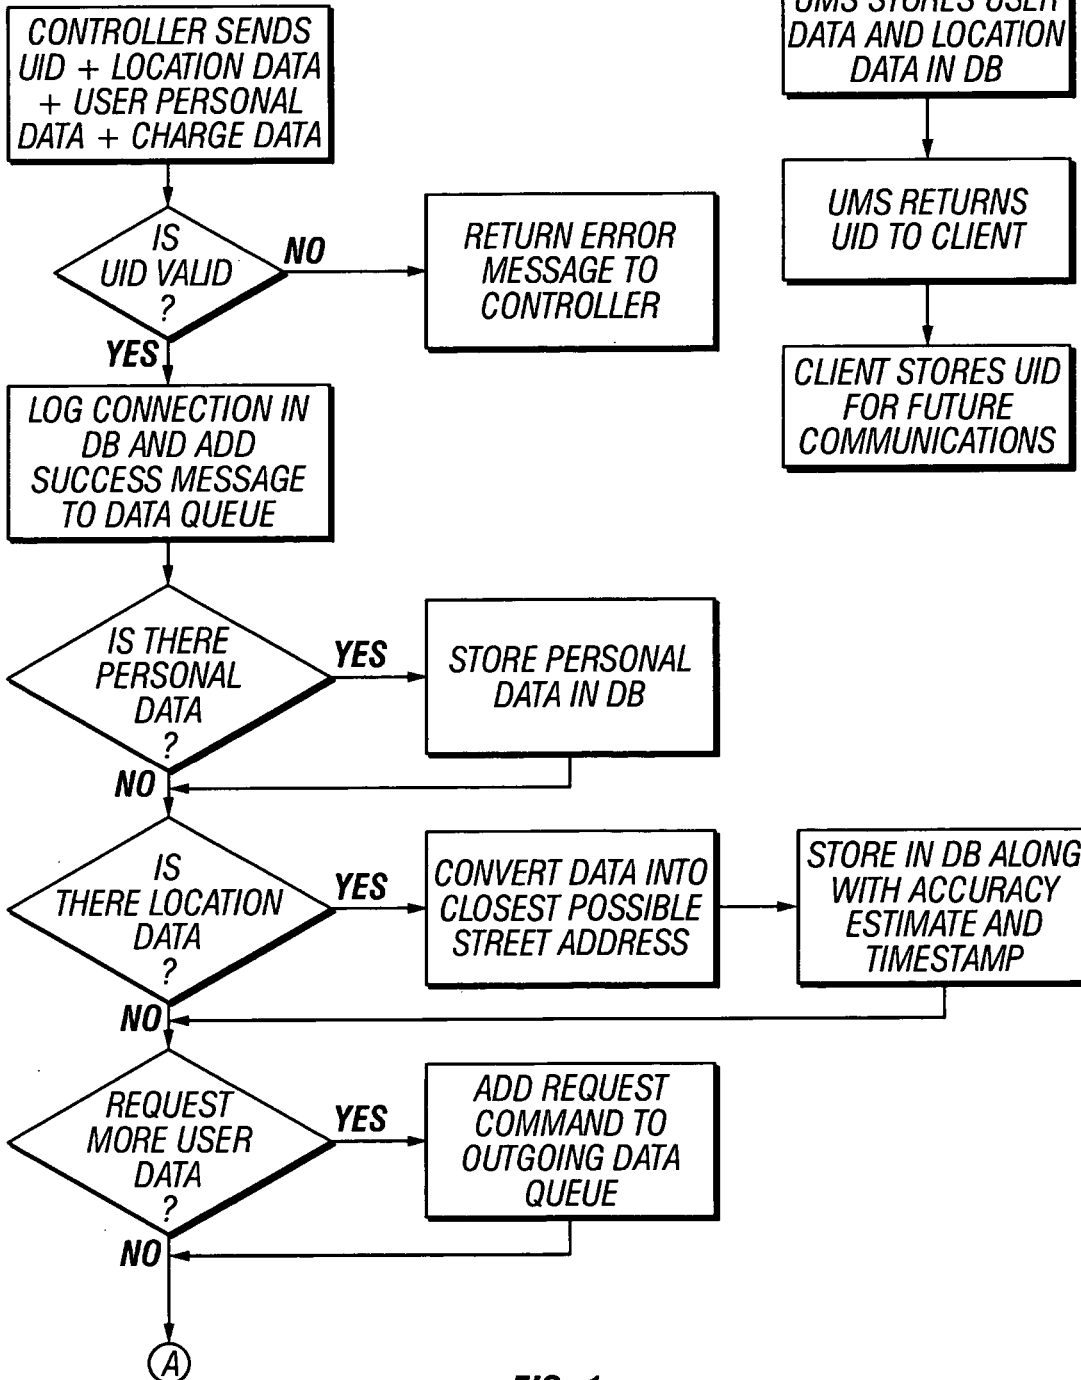 CONTROLLER SENDS
UID + LOCATION DATA
+ USER PERSONAL
DATA + CHARGE DATA
IS
UID VALID
?
NO
YES
RETURN ERROR
MESSAGE TO
CONTROLLER
LOG CONNECTION IN
DB AND ADD
SUCCESS MESSAGE
TO DATA QUEUE
IS THERE
PERSONAL
DATA
?
YES
NO
STORE PERSONAL
DATA IN DB
IS
THERE LOCATION
DATA
?
YES
NO
CONVERT DATA INTO
CLOSEST POSSIBLE
STREET ADDRESS
STORE IN DB ALONG
WITH ACCURACY
ESTIMATE AND
TIMESTAMP
REQUEST
MORE USER
DATA
?
YES
NO
ADD REQUEST
COMMAND TO
OUTGOING DATA
QUEUE
A
UMS STORES USER
DATA AND LOCATION
DATA IN DB
UMS RETURNS
UID TO CLIENT
CLIENT STORES UID
FOR FUTURE
COMMUNICATIONS